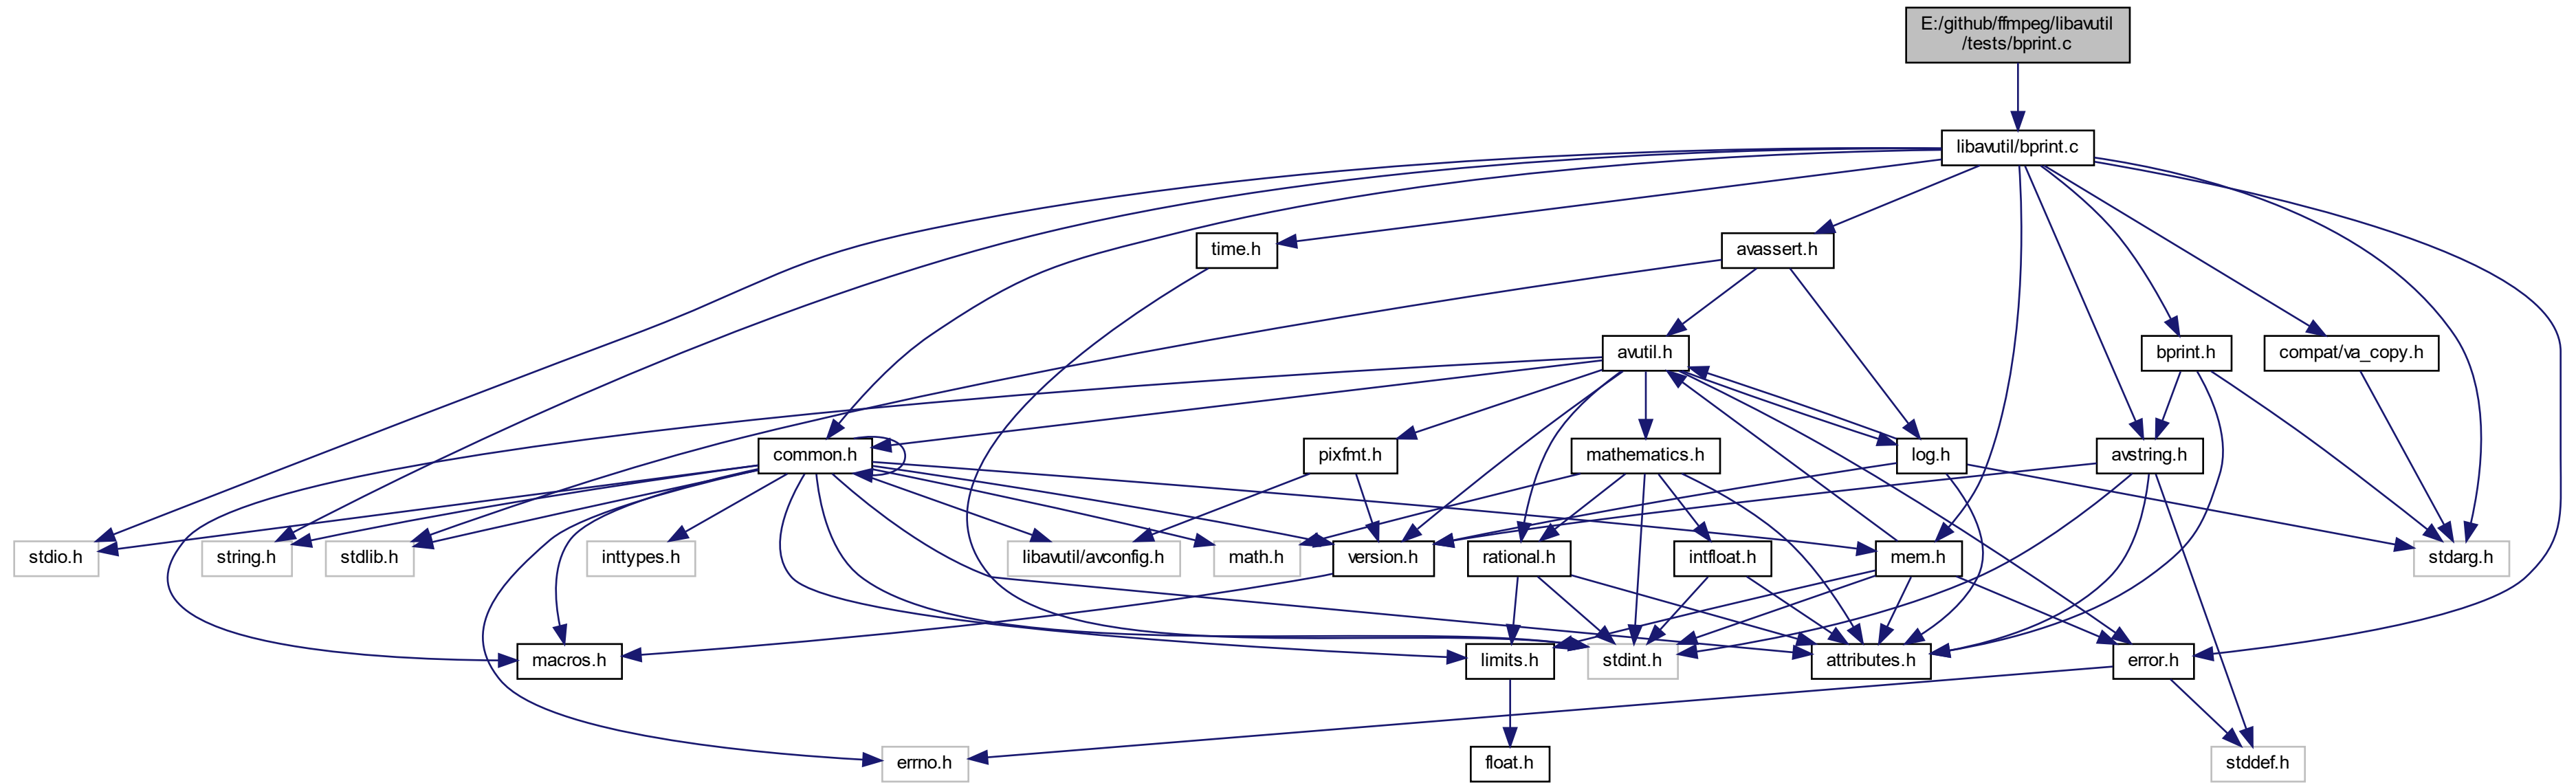 E:/github/ffmpeg/libavutil
/tests/bprint.c
libavutil/bprint.c
time.h
avassert.h
avutil.h
bprint.h
compat/va_copy.h
common.h
pixfmt.h
mathematics.h
log.h
avstring.h
stdio.h
string.h
stdlib.h
inttypes.h
libavutil/avconfig.h
math.h
version.h
rational.h
intfloat.h
mem.h
stdarg.h
macros.h
limits.h
stdint.h
attributes.h
error.h
errno.h
float.h
stddef.h